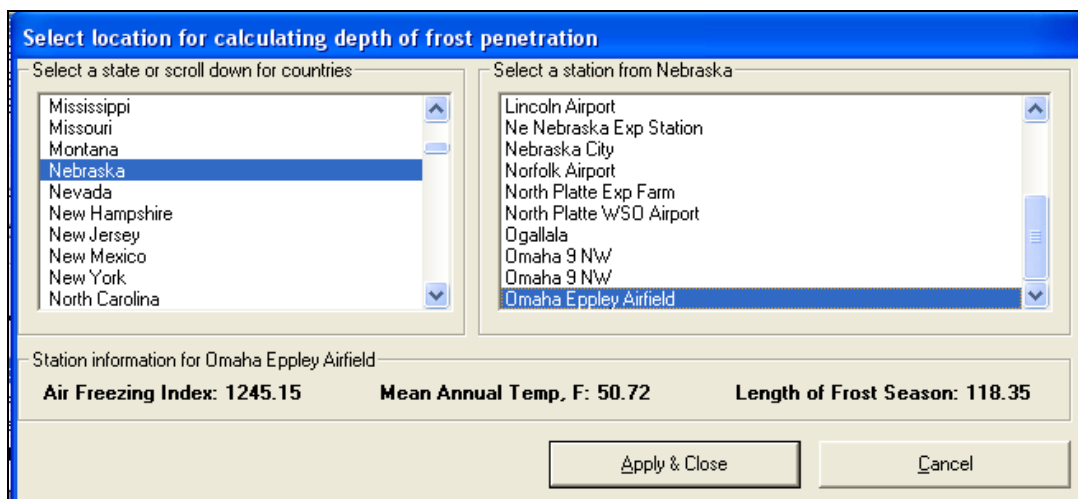 Select location for calculating depth of frost penetration
Select a state or scroll down for countries
Mississippi
Missouri
Montana
Nebraska
Nevada
New Hampshire
New Jersey
New Mexico
New York
North Carolina
Select a station from Nebraska
Lincoln Airport
Ne Nebraska Exp Station
Nebraska City
Norfolk Airport
North Platte Exp Farm
North Platte WSO Airport
Ogallala
Omaha 9 NW
Omaha 9 NW
Omaha Eppley Airfield
Station information for Omaha Eppley Airfield
Air Freezing Index: 1245.15 Mean Annual Temp, F: 50.72 Length of Frost Season: 118.35
Apply & Close Cancel